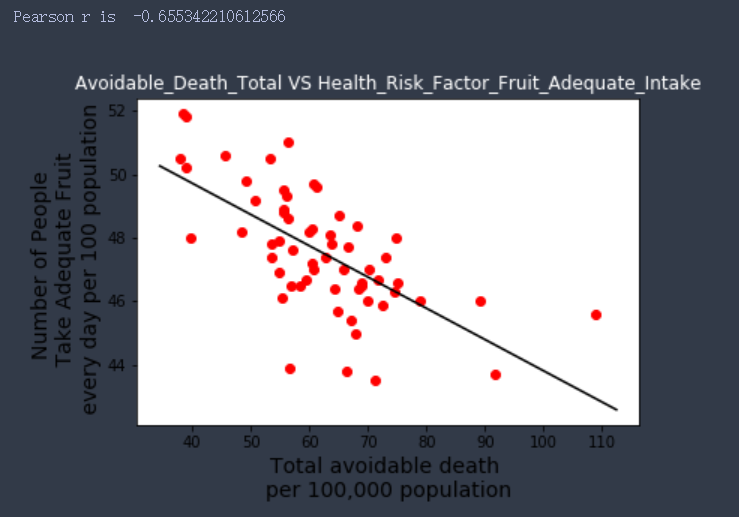 Pearson r is -0.655342210612566
Avoidable_Death_Total VS Health_Risk_Factor_Fruit_Adequate_Intake
Number of People
Take Adequate Fruit
every day per 100 population
52
50
48
46
44
40 50 60 70 80 90 100 110
Total avoidable death
per 100,000 population